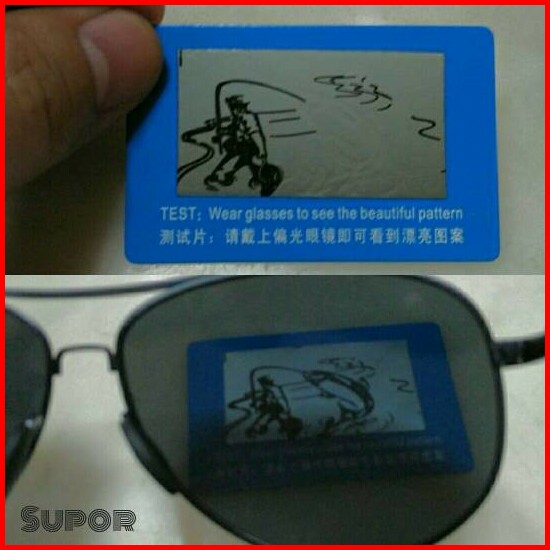 TEST: Wear glasses to see the beautiful pattern
测试片：请戴上偏光眼镜即可看到漂亮图案
SUPOR